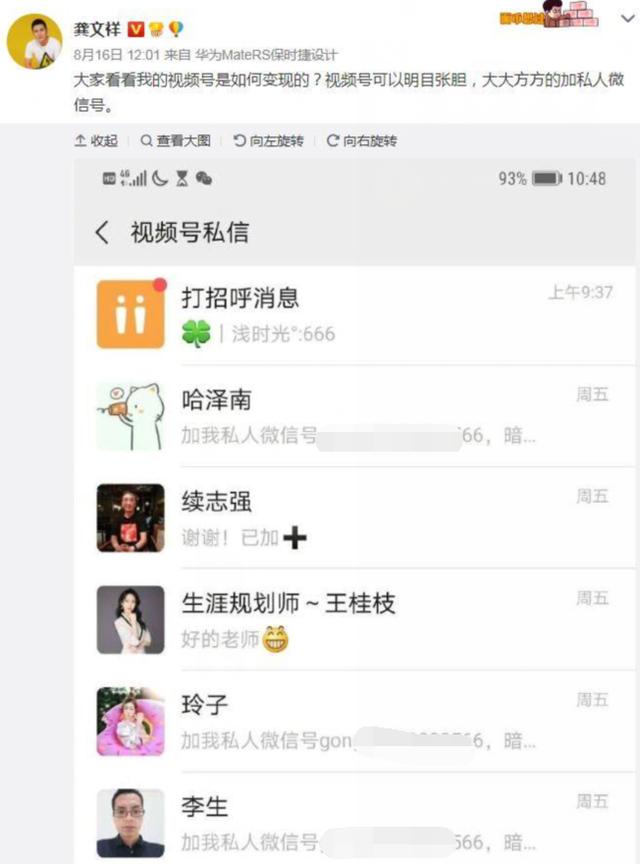 龚文祥
8月16日 12:01 来自 华为MateRS保时捷设计
大家看看我的视频号是如何变现的？视频号可以明目张胆，大大方方的加私人微
信号。
收起 查看大图 向左旋转 向右旋转
HD 4G 93% 10:48
视频号私信
打招呼消息 上午9:37
🍀｜浅时光°:666
哈泽南 周五
加我私人微信号 66，暗...
续志强 周五
谢谢！已加➕
生涯规划师～王桂枝 周五
好的老师😁
玲子 周五
加我私人微信号gon 6，暗...
李生 周五
加我私人微信号 566，暗...